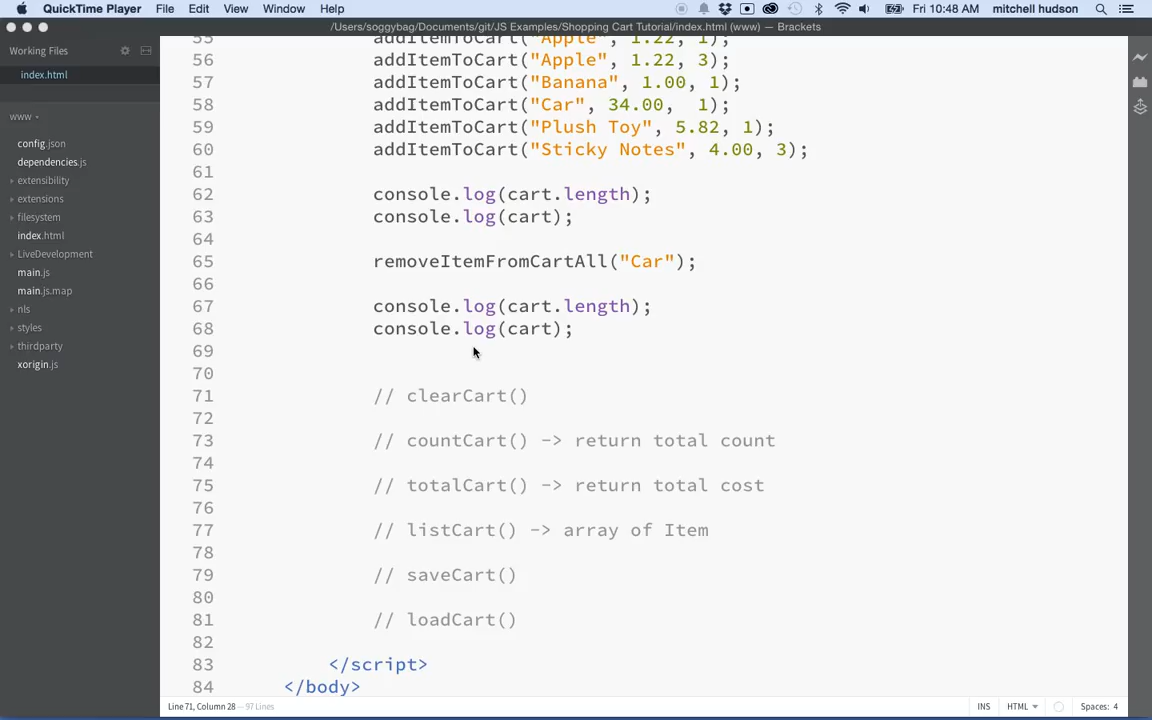 QuickTime Player File Edit View Window Help Fri 10:48 AM mitchell hudson
/Users/soggybag/Documents/git/JS Examples/Shopping Cart Tutorial/index.html (www) — Brackets
Working Files
index.html
www
config.json
dependencies.js
extensibility
extensions
filesystem
index.html
LiveDevelopment
main.js
main.js.map
nls
styles
thirdparty
xorigin.js
55 addItemToCart("Apple", 1.22, 1);
56 addItemToCart("Apple", 1.22, 3);
57 addItemToCart("Banana", 1.00, 1);
58 addItemToCart("Car", 34.00,  1);
59 addItemToCart("Plush Toy", 5.82, 1);
60 addItemToCart("Sticky Notes", 4.00, 3);
61
62 console.log(cart.length);
63 console.log(cart);
64
65 removeItemFromCartAll("Car");
66
67 console.log(cart.length);
68 console.log(cart);
69
70
71 // clearCart()
72
73 // countCart() -> return total count
74
75 // totalCart() -> return total cost
76
77 // listCart() -> array of Item
78
79 // saveCart()
80
81 // loadCart()
82
83 </script>
84 </body>
Line 71, Column 28 — 97 Lines INS HTML Spaces: 4